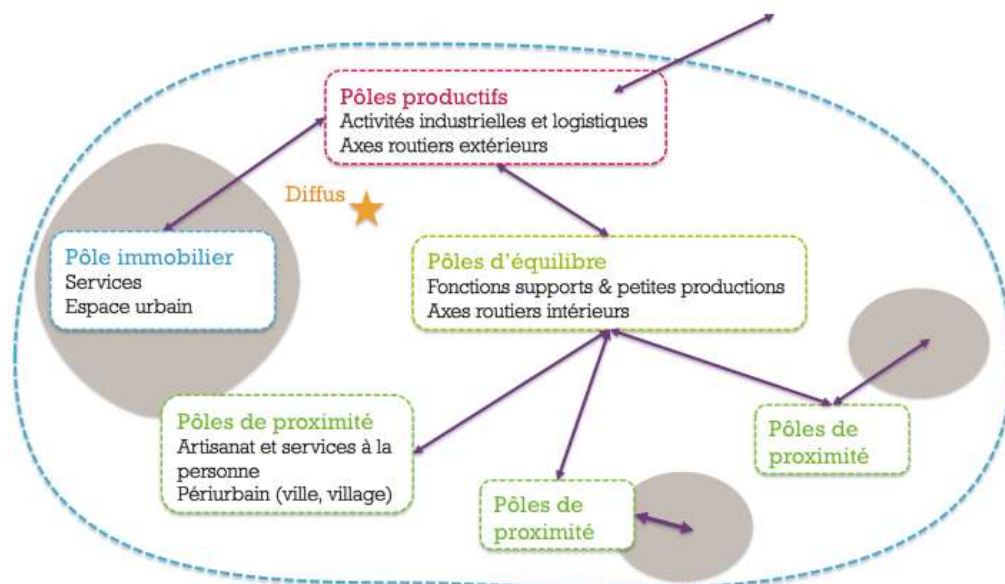 Pôles productifs
Activités industrielles et logistiques
Axes routiers extérieurs
Diffus
Pôle immobilier
Services
Espace urbain
Pôles d'équilibre
Fonctions supports & petites productions
Axes routiers intérieurs
Pôles de proximité
Artisanat et services à la
personne
Périurbain (ville, village)
Pôles de
proximité
Pôles de
proximité